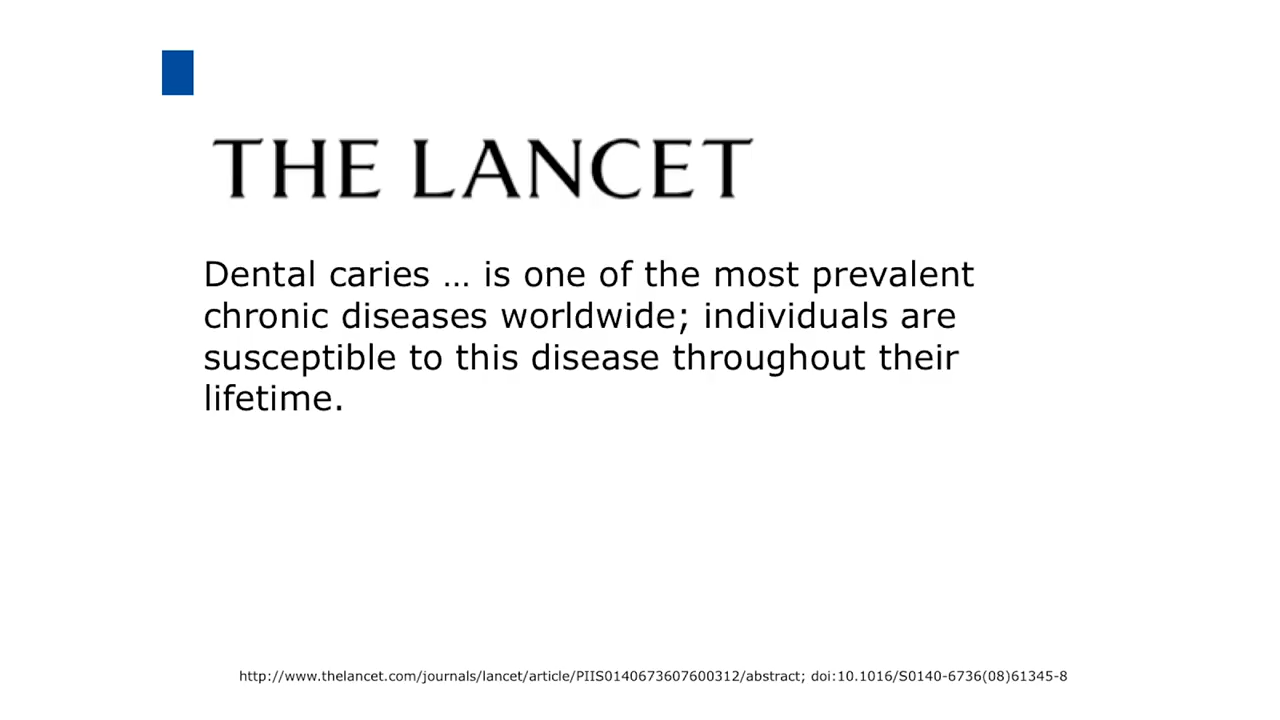 THE LANCET
Dental caries … is one of the most prevalent
chronic diseases worldwide; individuals are
susceptible to this disease throughout their
lifetime.
http://www.thelancet.com/journals/lancet/article/PIIS0140673607600312/abstract; doi:10.1016/S0140-6736(08)61345-8